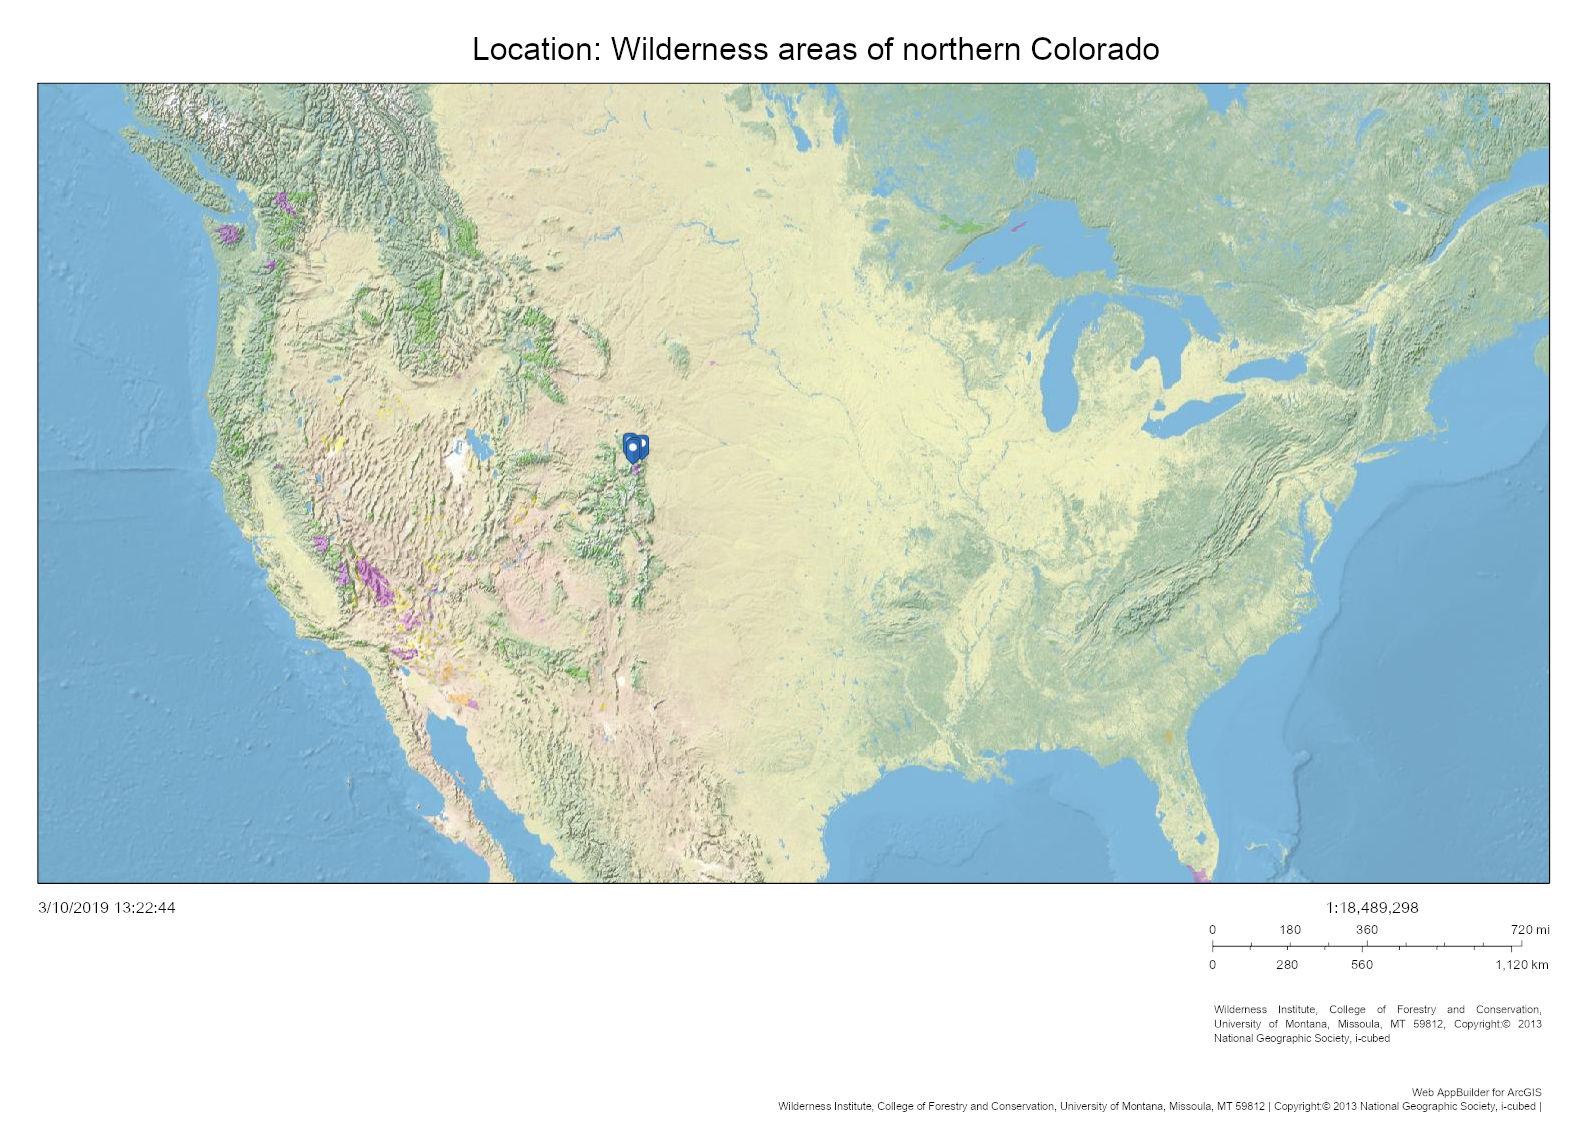 Location: Wilderness areas of northern Colorado
3/10/2019 13:22:44
1:18,489,298
0 180 360 720 mi
0 280 560 1,120 km
Wilderness Institute, College of Forestry and Conservation,
University of Montana, Missoula, MT 59812, Copyright:© 2013
National Geographic Society, i-cubed
Web AppBuilder for ArcGIS
Wilderness Institute, College of Forestry and Conservation, University of Montana, Missoula, MT 59812 | Copyright:© 2013 National Geographic Society, i-cubed |